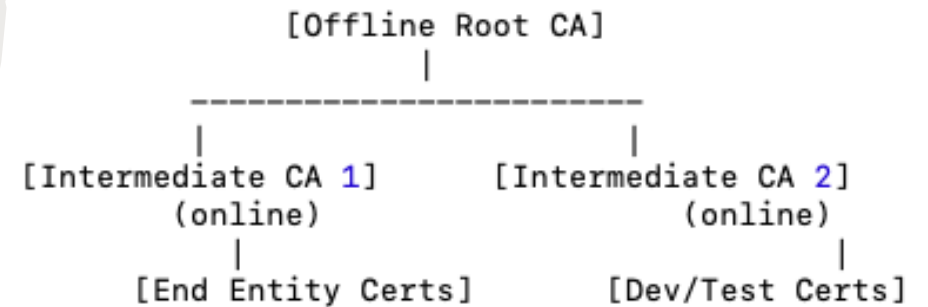 [Offline Root CA]
|
------------------------
| |
[Intermediate CA 1] [Intermediate CA 2]
(online) (online)
| |
[End Entity Certs] [Dev/Test Certs]